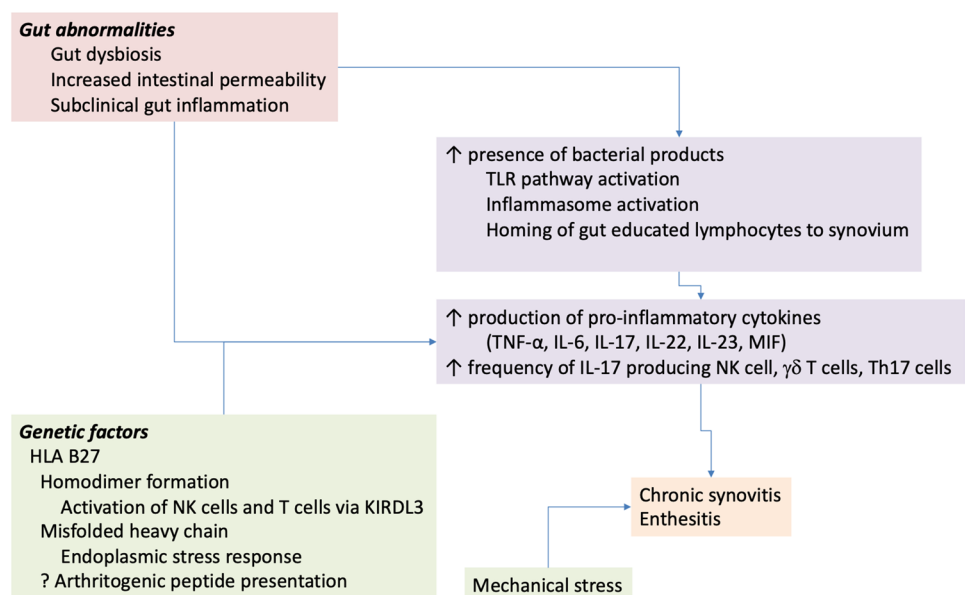 Gut abnormalities
Gut dysbiosis
Increased intestinal permeability
Subclinical gut inflammation
↑ presence of bacterial products
TLR pathway activation
Inflammasome activation
Homing of gut educated lymphocytes to synovium
↑ production of pro-inflammatory cytokines
(TNF-α, IL-6, IL-17, IL-22, IL-23, MIF)
↑ frequency of IL-17 producing NK cell, γδ T cells, Th17 cells
Genetic factors
HLA B27
Homodimer formation
Activation of NK cells and T cells via KIRDL3
Misfolded heavy chain
Endoplasmic stress response
? Arthritogenic peptide presentation
Chronic synovitis
Enthesitis
Mechanical stress